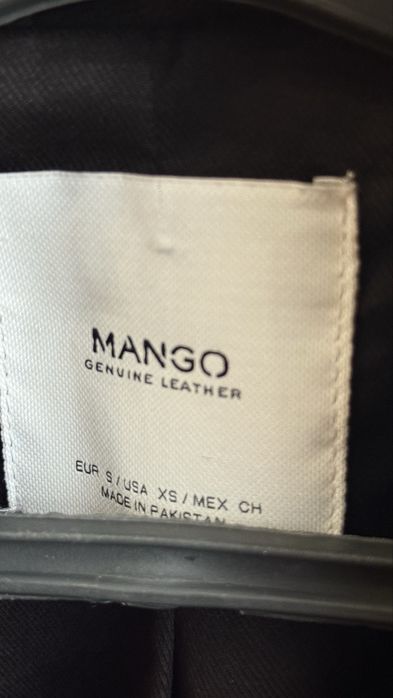 MANGO
GENUINE LEATHER
EUR S / USA XS / MEX CH
MADE IN PAKISTAN